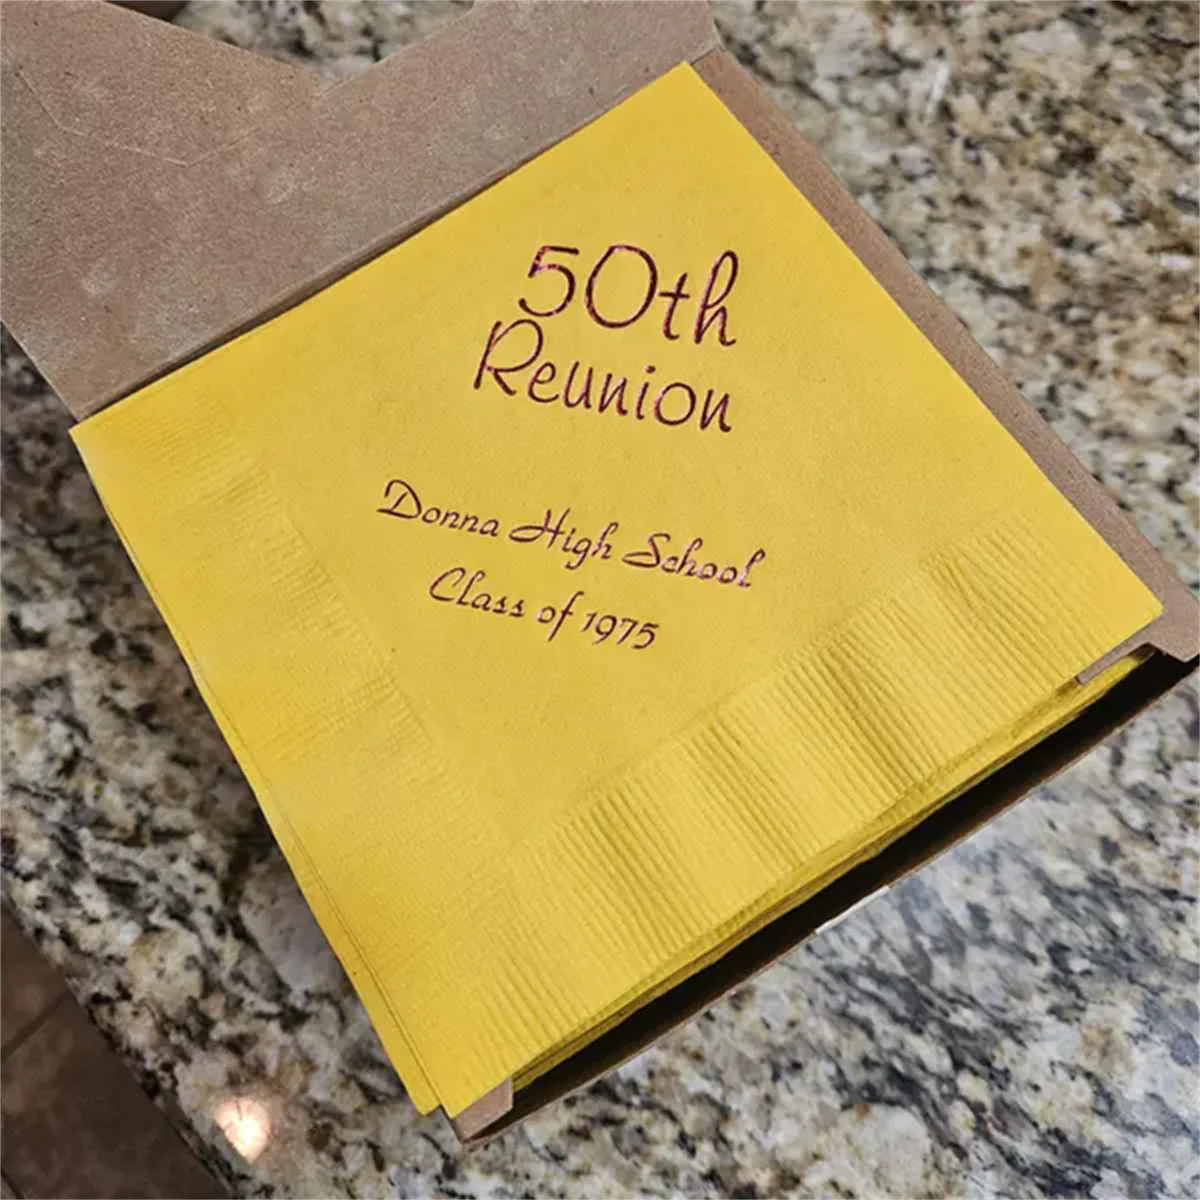 50th
Reunion
Donna High School
Class of 1975